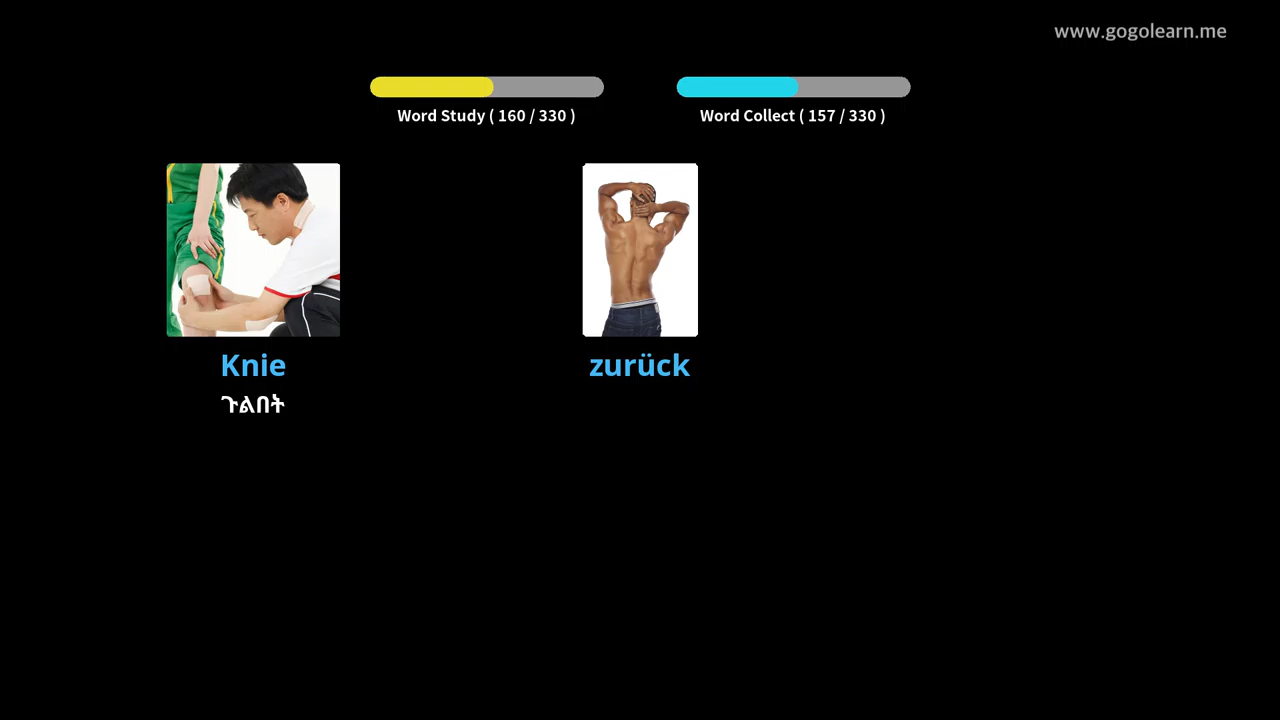 www.gogolearn.me
Word Study ( 160 / 330 )
Word Collect ( 157 / 330 )
Knie
zurück
ጉልበት